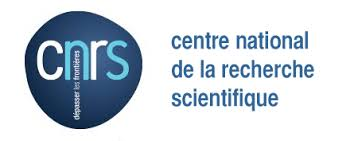 cnrs
dépasser les frontières
centre national
de la recherche
scientifique